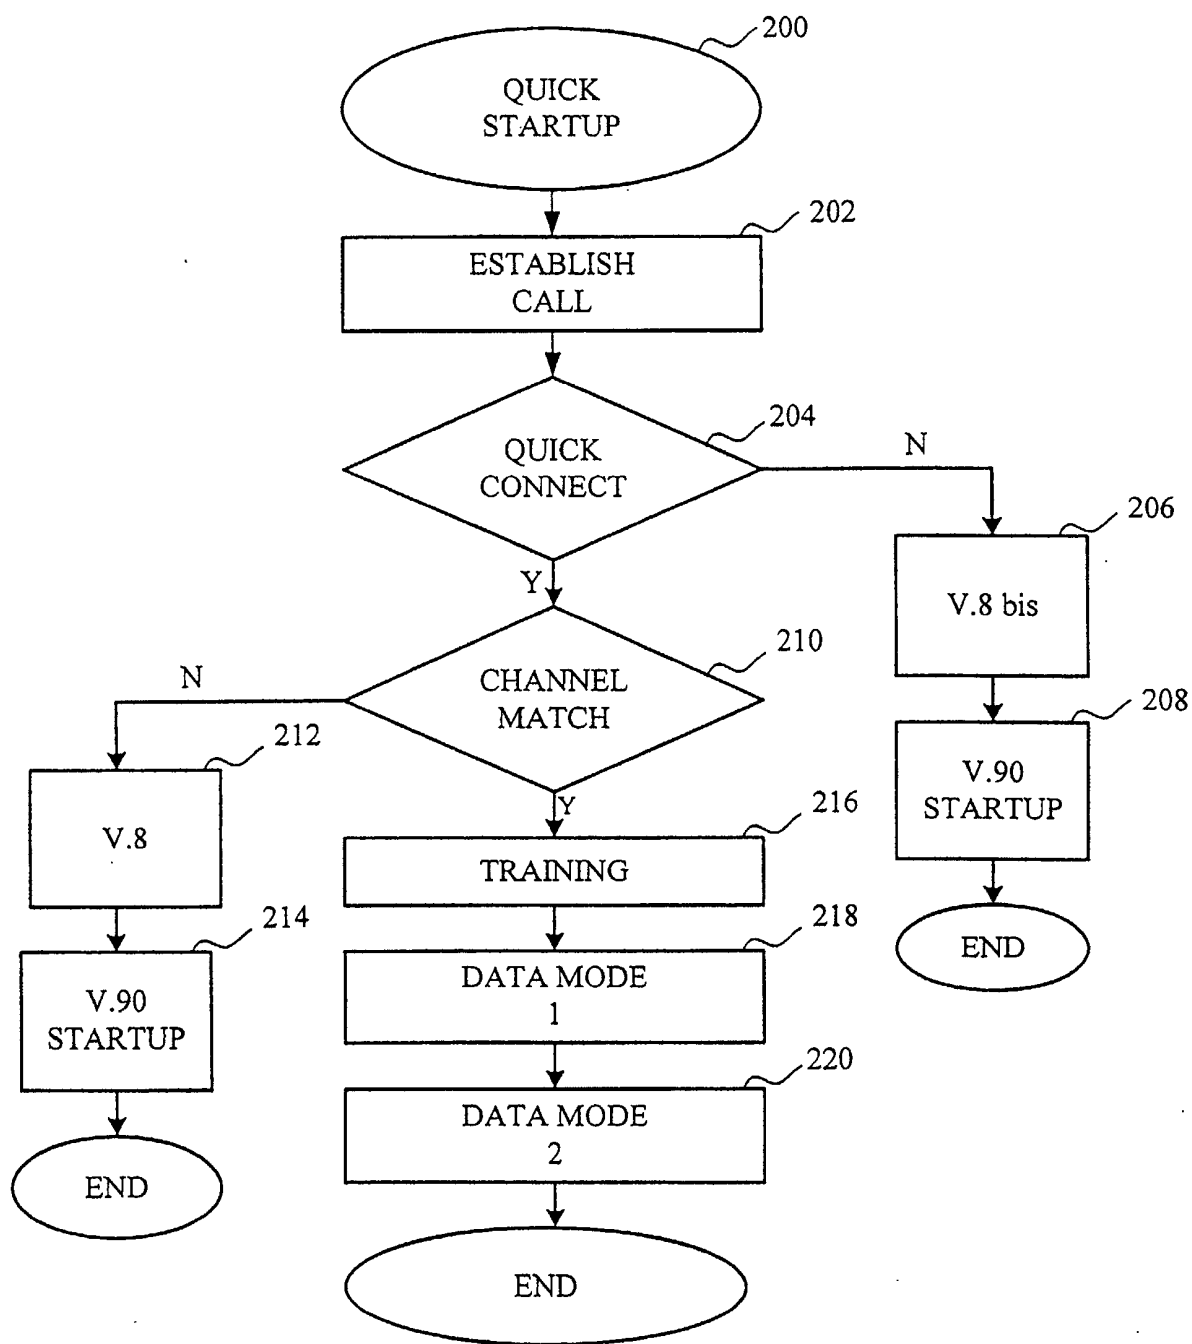 200
QUICK
STARTUP
202
ESTABLISH
CALL
204
QUICK
CONNECT
N
Y
206
V.8 bis
210
CHANNEL
MATCH
N
208
V.90
STARTUP
212
V.8
Y
216
TRAINING
END
214
V.90
STARTUP
218
DATA MODE
1
220
DATA MODE
2
END
END